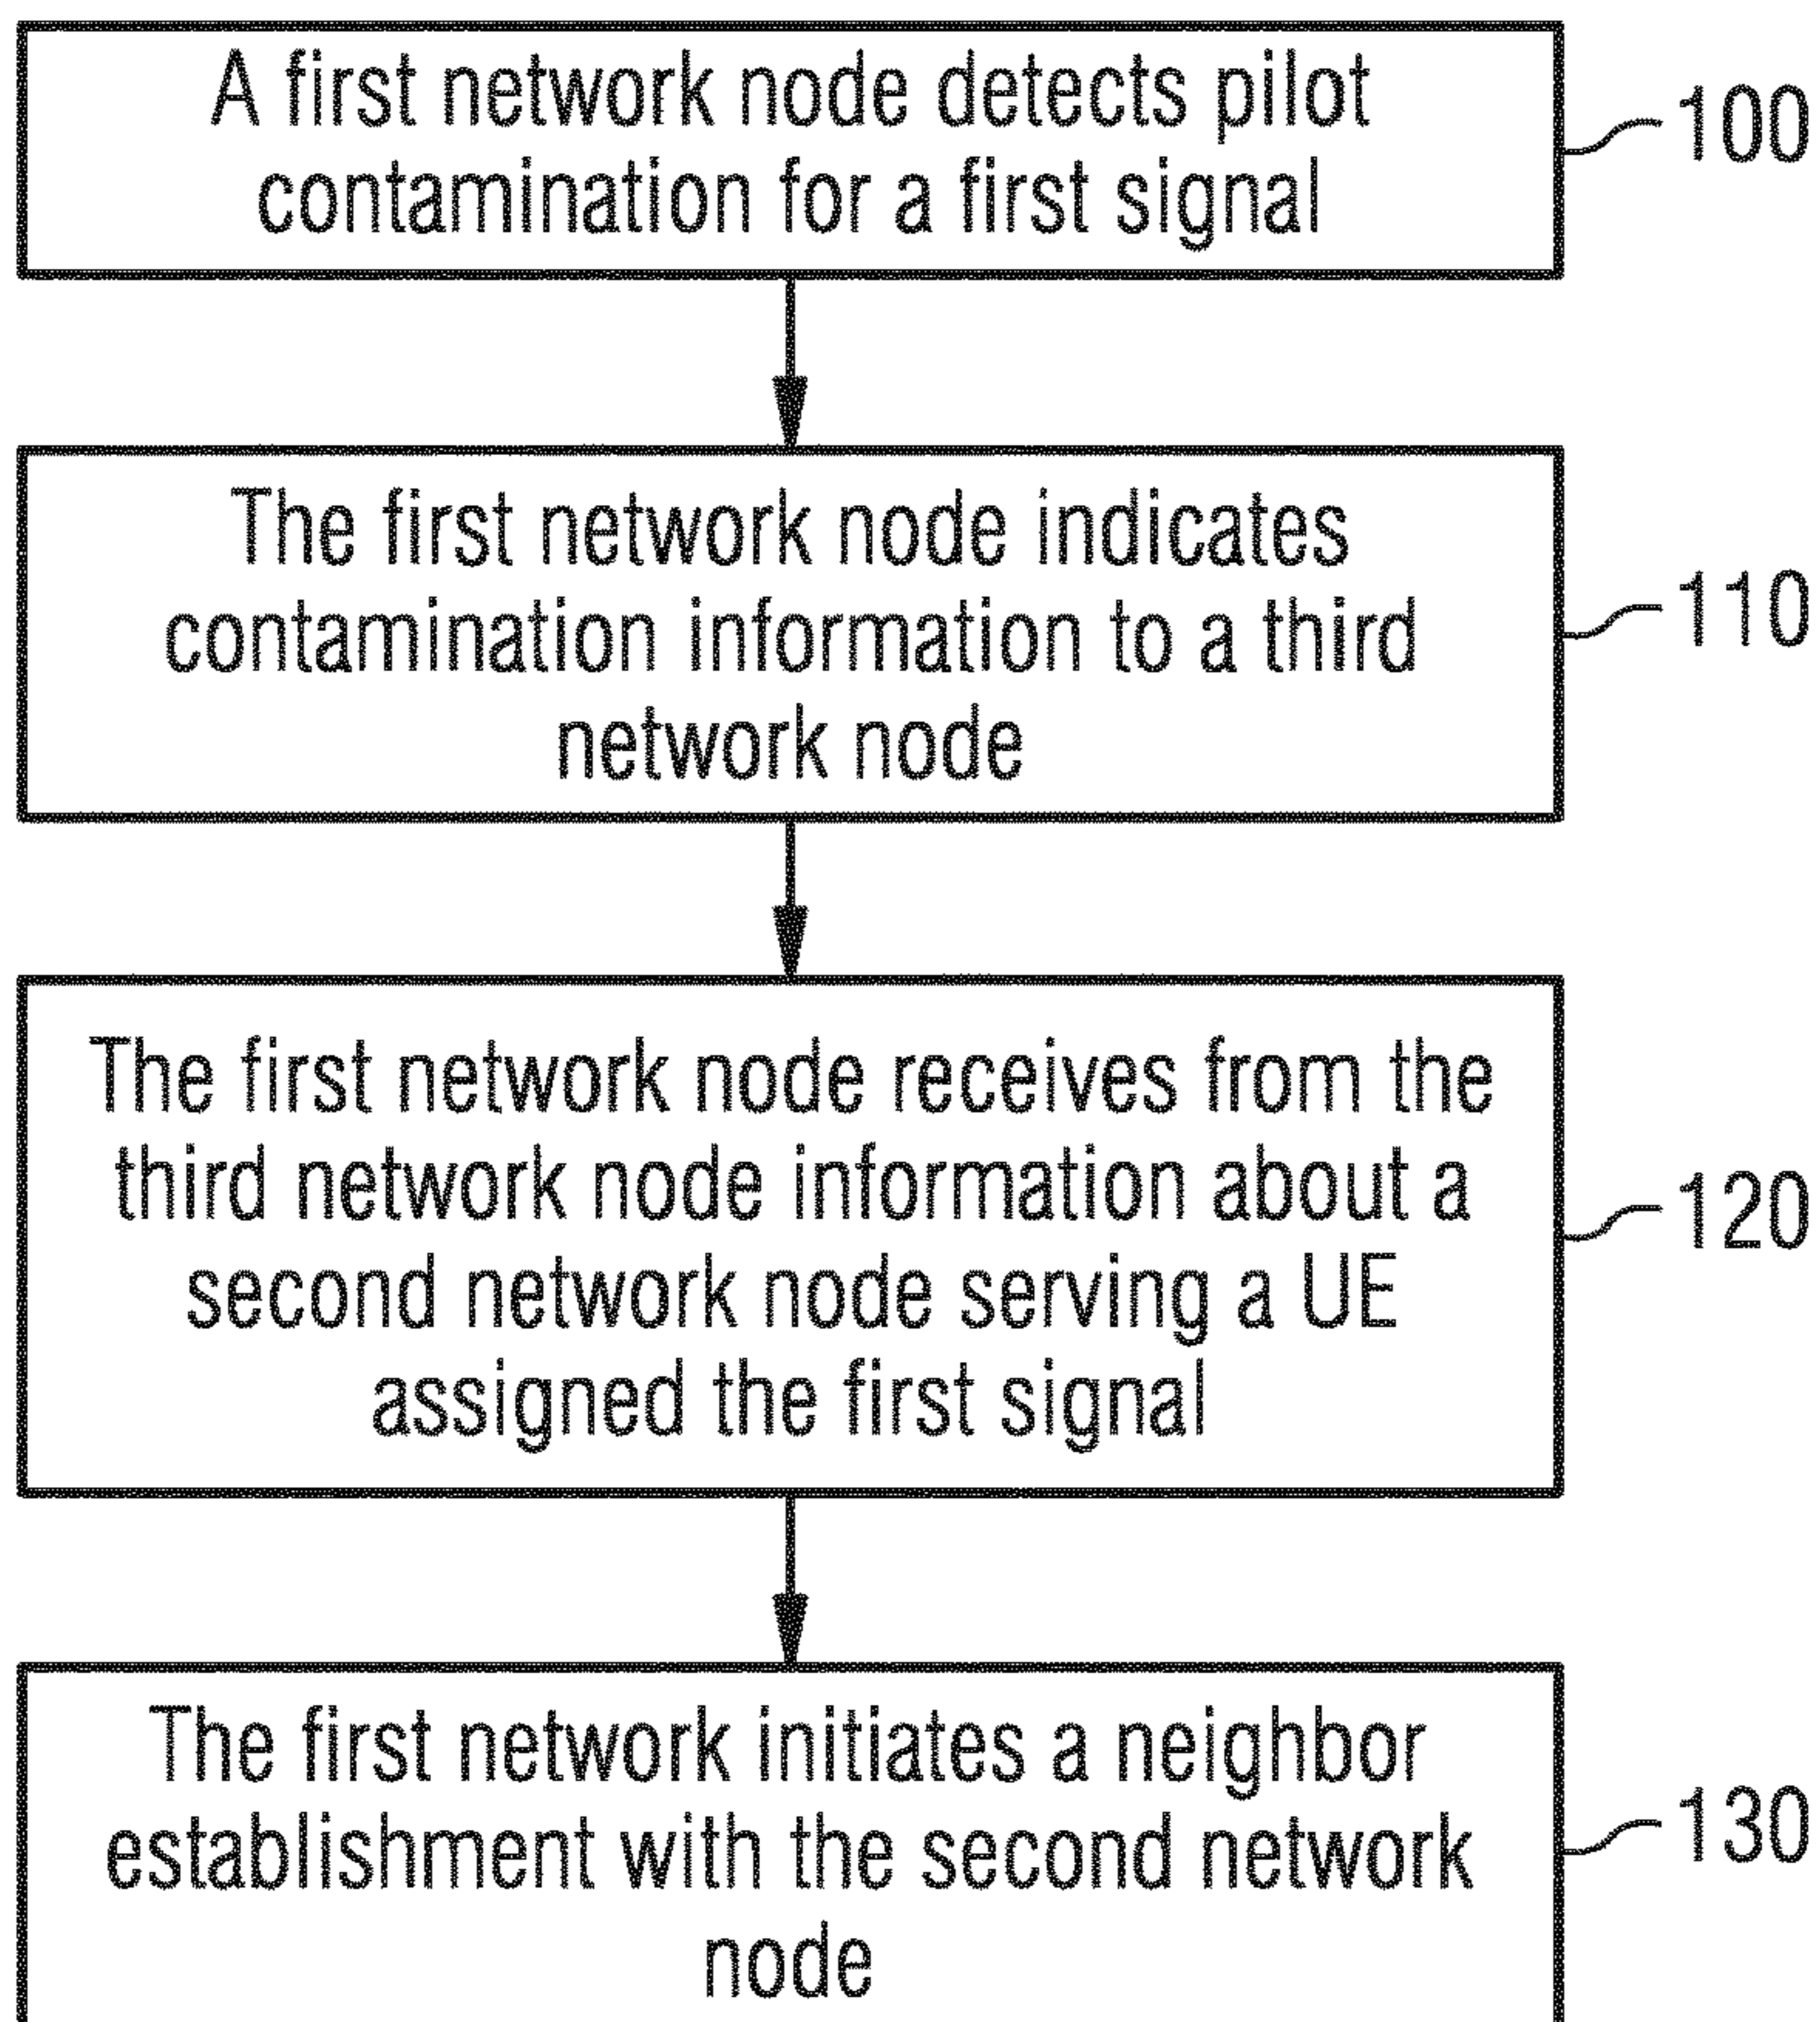 A first network node detects pilot
contamination for a first signal
100
The first network node indicates
contamination information to a third
network node
110
The first network node receives from the
third network node information about a
second network node serving a UE
assigned the first signal
120
The first network initiates a neighbor
establishment with the second network
node
130